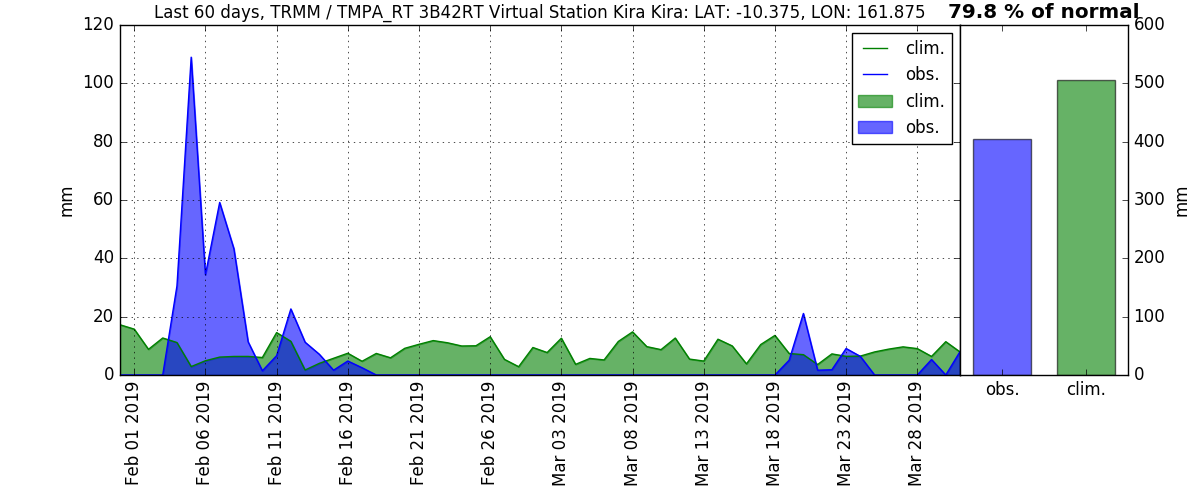 Last 60 days, TRMM / TMPA_RT 3B42RT Virtual Station Kira Kira: LAT: -10.375, LON: 161.875
79.8 % of normal
120
100
80
60
40
20
0
mm
clim.
obs.
clim.
obs.
Feb 01 2019
Feb 06 2019
Feb 11 2019
Feb 16 2019
Feb 21 2019
Feb 26 2019
Mar 03 2019
Mar 08 2019
Mar 13 2019
Mar 18 2019
Mar 23 2019
Mar 28 2019
600
500
400
300
200
100
0
mm
obs.
clim.